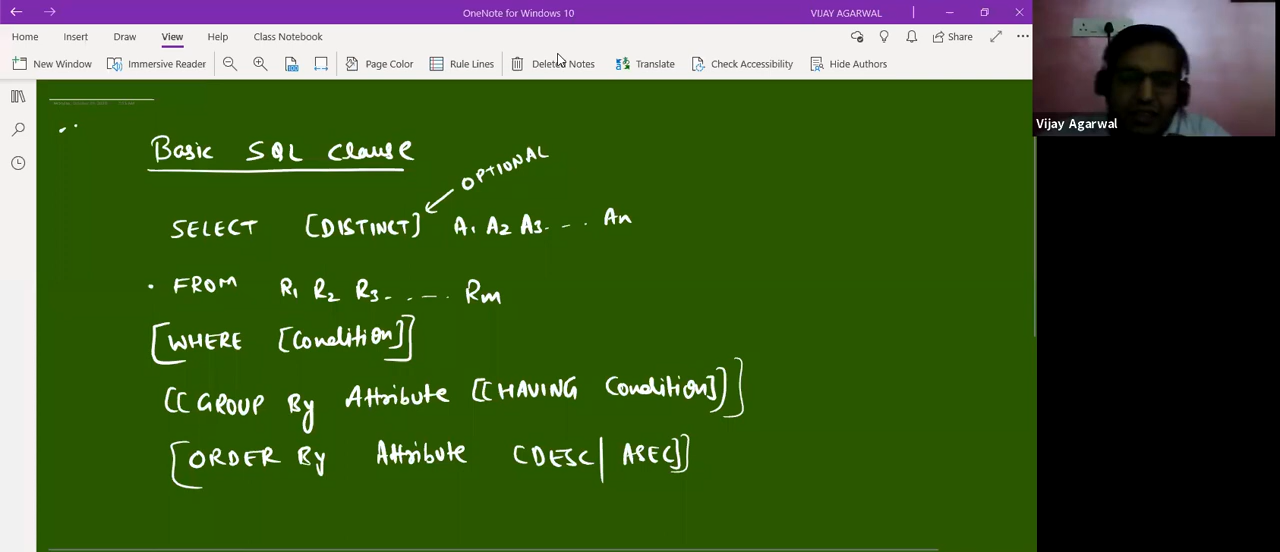 OneNote for Windows 10
VIJAY AGARWAL
Home Insert Draw View Help Class Notebook Share
New Window Immersive Reader Page Color Rule Lines Deleted Notes Translate Check Accessibility Hide Authors
Vijay Agarwal
Basic SQL Clause
OPTIONAL
SELECT [DISTINCT] A1 A2 A3. - - . An
. FROM R1 R2 R3. . . — . Rm
[WHERE [Condition]]
[[GROUP By Attribute [[HAVING Condition]]]
[ORDER By Attribute [DESC| ASEC]]